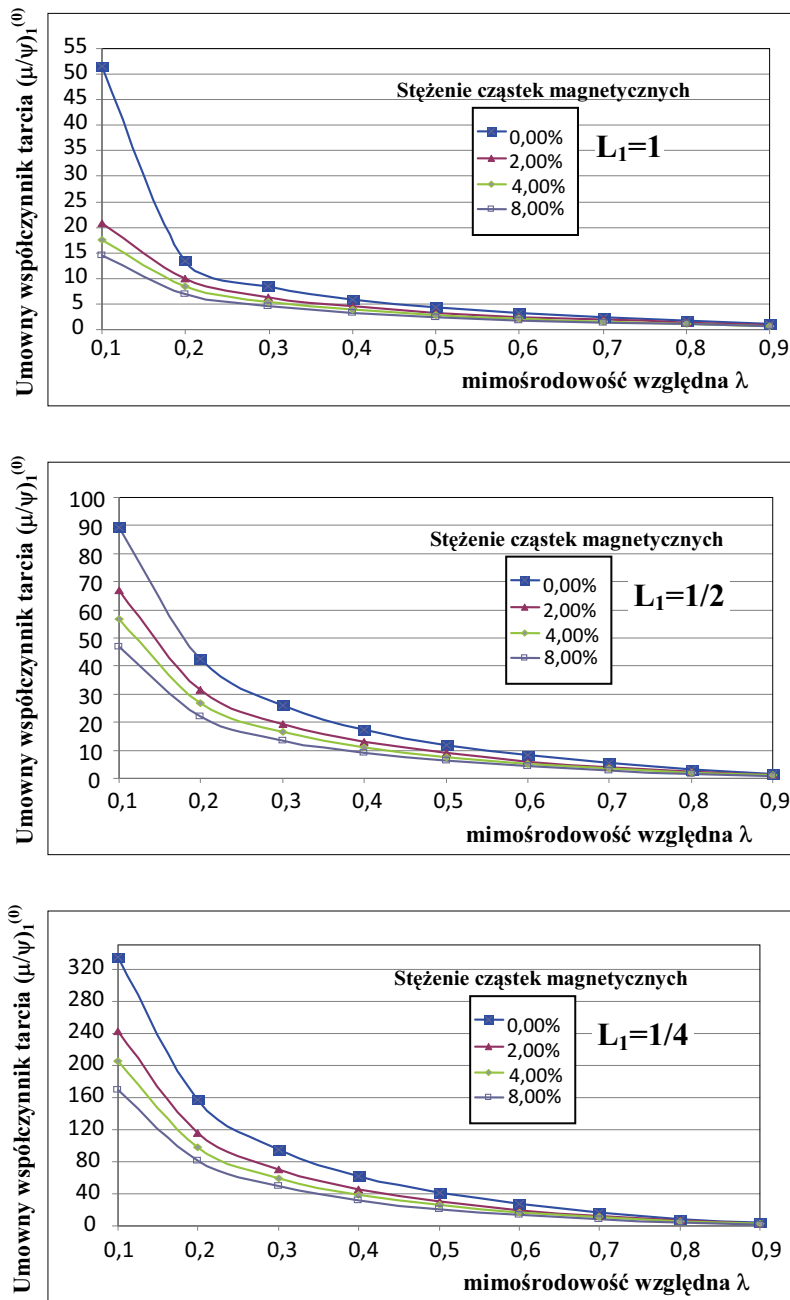 Umowny współczynnik tarcia (μ/ψ)₁⁽⁰⁾
55
50
45
40
35
30
25
20
15
10
5
0
Stężenie cząstek magnetycznych
0,00%
2,00%
4,00%
8,00%
L₁=1
0,1 0,2 0,3 0,4 0,5 0,6 0,7 0,8 0,9
mimośrodowość względna λ
Umowny współczynnik tarcia (μ/ψ)₁⁽⁰⁾
100
90
80
70
60
50
40
30
20
10
0
Stężenie cząstek magnetycznych
0,00%
2,00%
4,00%
8,00%
L₁=1/2
0,1 0,2 0,3 0,4 0,5 0,6 0,7 0,8 0,9
mimośrodowość względna λ
Umowny współczynnik tarcia (μ/ψ)₁⁽⁰⁾
320
280
240
200
160
120
80
40
0
Stężenie cząstek magnetycznych
0,00%
2,00%
4,00%
8,00%
L₁=1/4
0,1 0,2 0,3 0,4 0,5 0,6 0,7 0,8 0,9
mimośrodowość względna λ